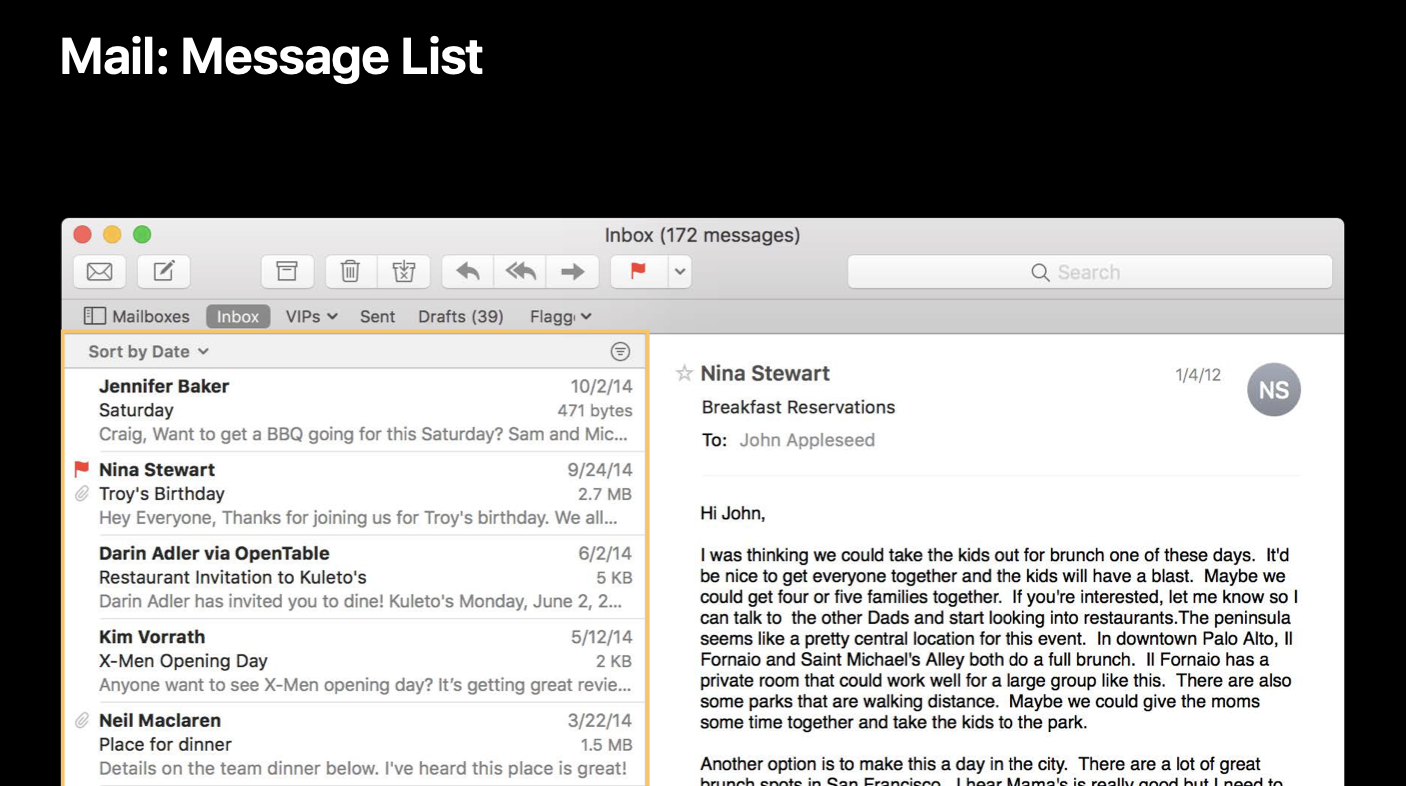 Mail: Message List
Inbox (172 messages)
Search
Mailboxes Inbox VIPs Sent Drafts (39) Flagg
Sort by Date
Jennifer Baker 10/2/14
Saturday 471 bytes
Craig, Want to get a BBQ going for this Saturday? Sam and Mic...
Nina Stewart 9/24/14
Troy's Birthday 2.7 MB
Hey Everyone, Thanks for joining us for Troy's birthday. We all...
Darin Adler via OpenTable 6/2/14
Restaurant Invitation to Kuleto's 5 KB
Darin Adler has invited you to dine! Kuleto's Monday, June 2, 2...
Kim Vorrath 5/12/14
X-Men Opening Day 2 KB
Anyone want to see X-Men opening day? It’s getting great revie...
Neil Maclaren 3/22/14
Place for dinner 1.5 MB
Details on the team dinner below. I've heard this place is great!
Nina Stewart 1/4/12 NS
Breakfast Reservations
To: John Appleseed
Hi John,
I was thinking we could take the kids out for brunch one of these days. It'd
be nice to get everyone together and the kids will have a blast. Maybe we
could get four or five families together. If you're interested, let me know so I
can talk to the other Dads and start looking into restaurants.The peninsula
seems like a pretty central location for this event. In downtown Palo Alto, Il
Fornaio and Saint Michael's Alley both do a full brunch. Il Fornaio has a
private room that could work well for a large group like this. There are also
some parks that are walking distance. Maybe we could give the moms
some time together and take the kids to the park.
Another option is to make this a day in the city. There are a lot of great
brunch spots in San Francisco. I hear Mama's is really good but I need to